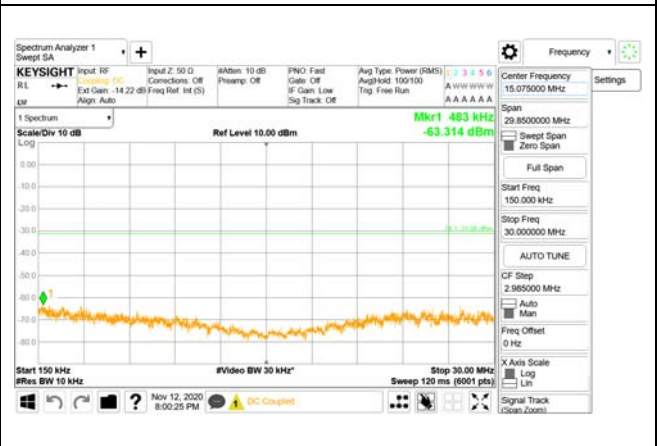 Spectrum Analyzer 1
Swept SA
Frequency
KEYSIGHT
RL
Input: RF
Coupling: DC
Ext Gain: -14.22 dB
Align: Auto
Input Z: 50 Ω
Corrections: Off
Freq Ref: Int (S)
#Atten: 10 dB
Preamp: Off
PNO: Fast
Gate: Off
IF Gain: Low
Sig Track: Off
Avg Type: Power (RMS)
Avg|Hold: 100/100
Trig: Free Run
1 2 3 4 5 6
A W W W W W
A A A A A A
1 Spectrum
Scale/Div 10 dB
Log
Ref Level 10.00 dBm
Mkr1 483 kHz
-63.314 dBm
0.00
-10.0
-20.0
-30.0
-40.0
-50.0
-60.0
-70.0
-80.0
1
Start 150 kHz
#Res BW 10 kHz
#Video BW 30 kHz*
Stop 30.00 MHz
Sweep 120 ms (6001 pts)
Nov 12, 2020
8:00:25 PM
DC Coupled
Center Frequency
15.075000 MHz
Settings
Span
29.8500000 MHz
Swept Span
Zero Span
Full Span
Start Freq
150.000 kHz
Stop Freq
30.000000 MHz
AUTO TUNE
CF Step
2.985000 MHz
Auto
Man
Freq Offset
0 Hz
X Axis Scale
Log
Lin
Signal Track
(Span Zoom)